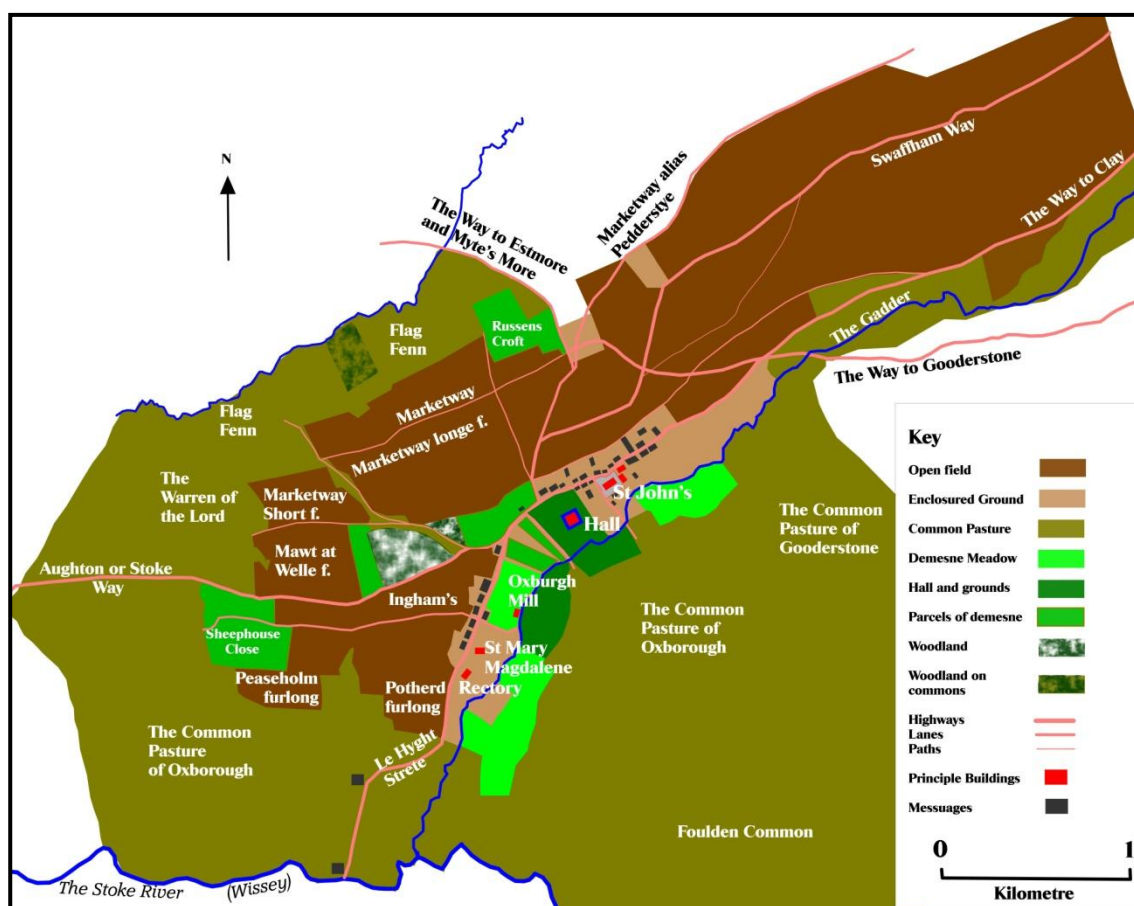 N
The Way to Estmore
and Myte's More
Marketway alias
Pedderstye
Swaffham Way
The Way to Clay
The Gadder
The Way to Gooderstone
Flag
Fenn
Russens
Croft
Flag
Fenn
Marketway
Marketway longe f.
The
Warren of
the Lord
Marketway
Short f.
Mawt at
Welle f.
St John's
Hall
The Common
Pasture of
Gooderstone
Aughton or Stoke
Way
Ingham's
Oxburgh
Mill
The Common
Pasture of
Oxborough
Sheephouse
Close
St Mary
Magdalene
Rectory
Peaseholm
furlong
Potherd
furlong
The Common
Pasture
of Oxborough
Le Hyght
Strete
Foulden Common
The Stoke River (Wissey)
Key
Open field
Enclosured Ground
Common Pasture
Demesne Meadow
Hall and grounds
Parcels of demesne
Woodland
Woodland on
commons
Highways
Lanes
Paths
Principle Buildings
Messuages
0 1
Kilometre